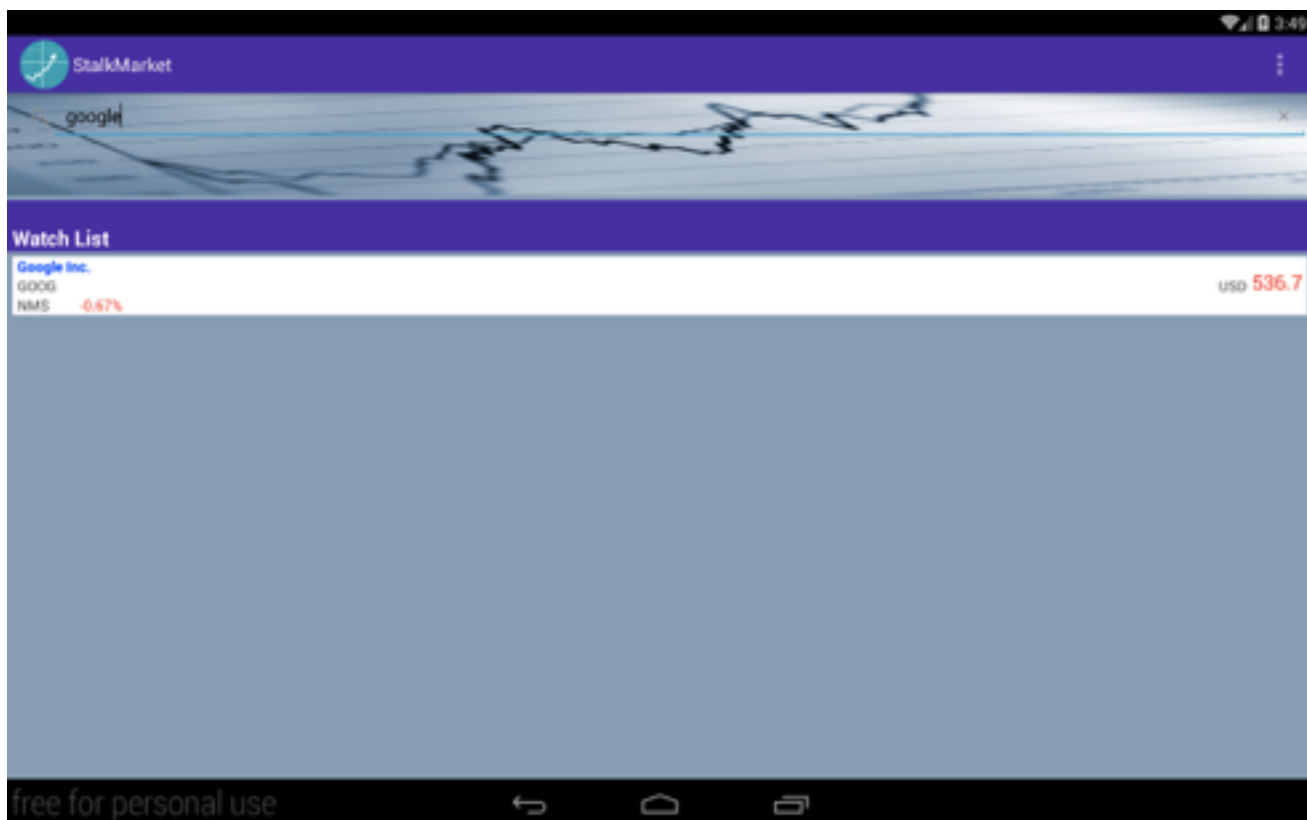 3:49
StalkMarket
google
Watch List
Google Inc.
GOOG
USD 536.7
NMS -0.67%
free for personal use